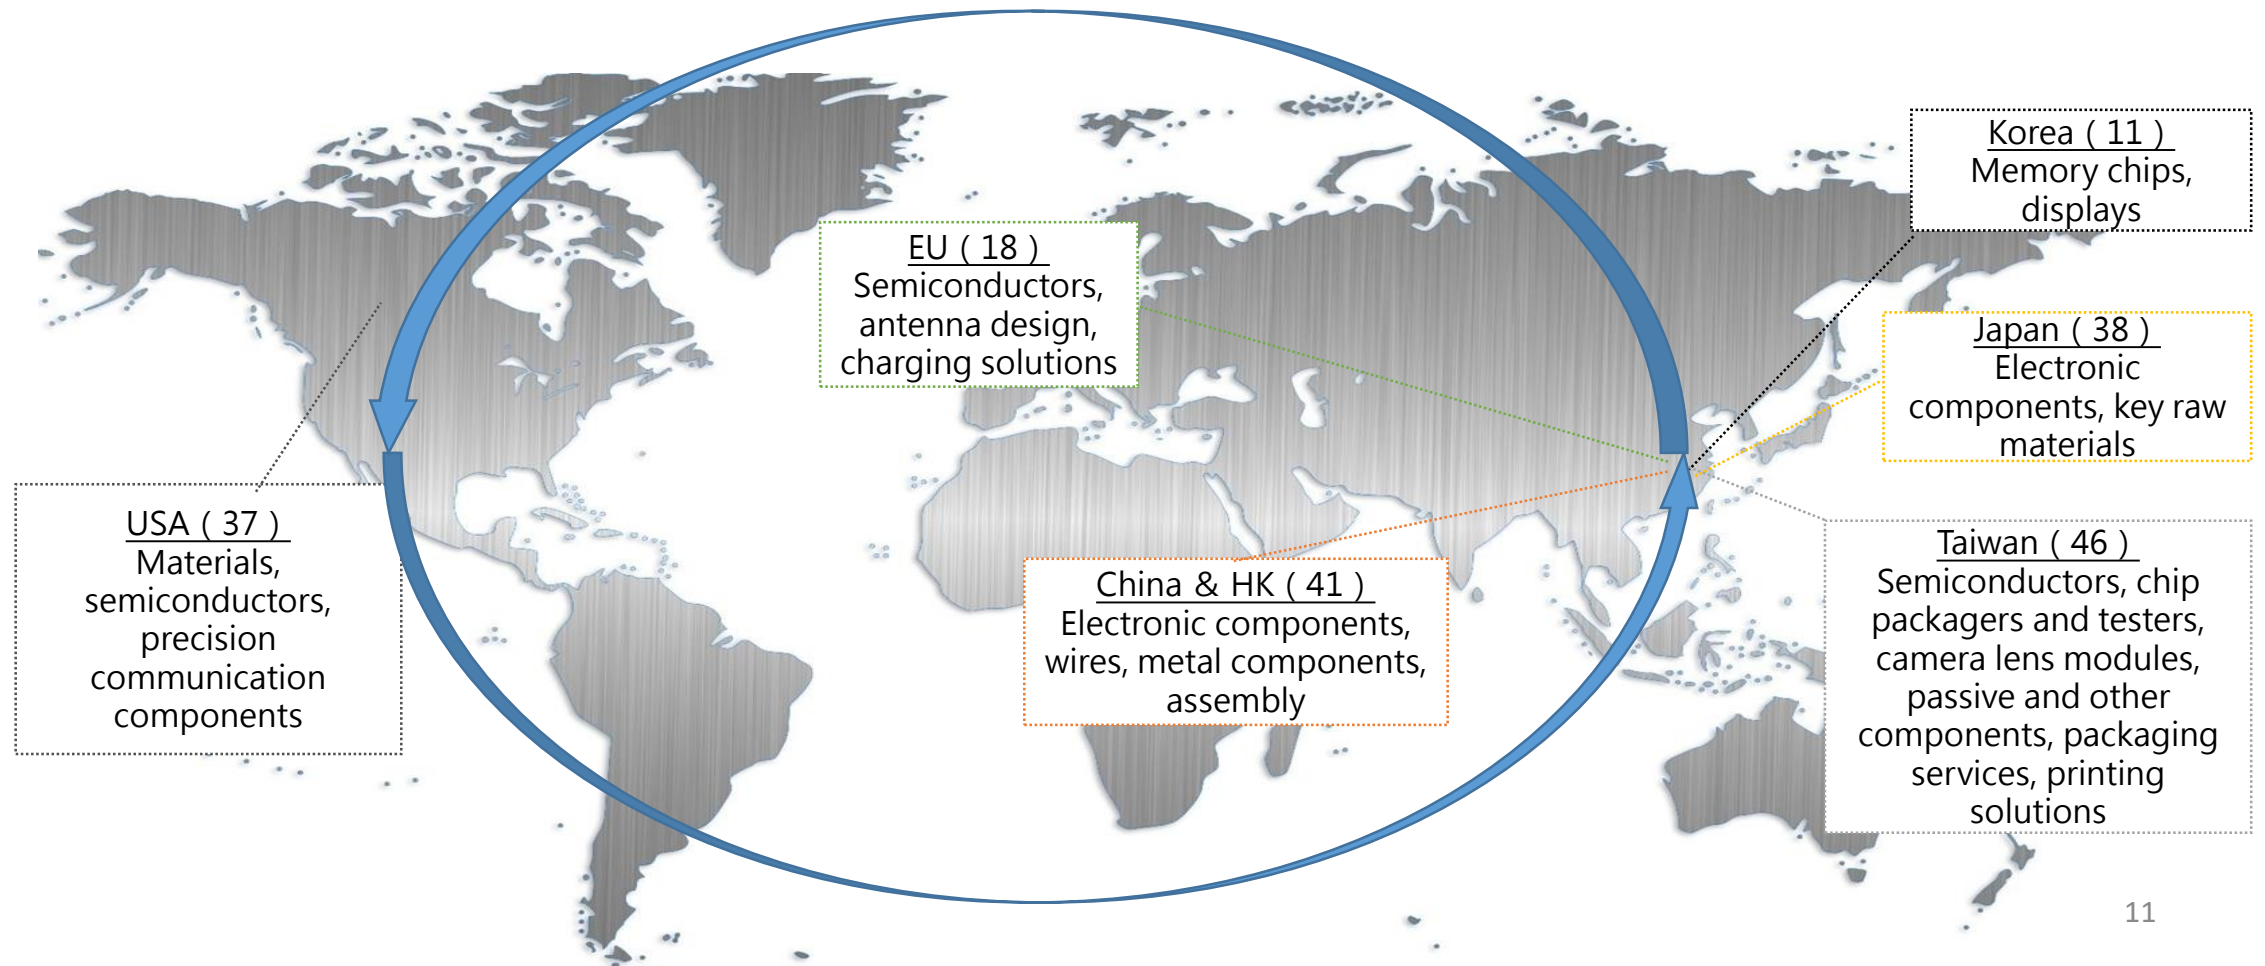 Korea ( 11 )
Memory chips,
displays
EU ( 18 )
Semiconductors,
antenna design,
charging solutions
Japan ( 38 )
Electronic
components, key raw
materials
USA ( 37 )
Materials,
semiconductors,
precision
communication
components
China & HK ( 41 )
Electronic components,
wires, metal components,
assembly
Taiwan ( 46 )
Semiconductors, chip
packagers and testers,
camera lens modules,
passive and other
components, packaging
services, printing
solutions
11